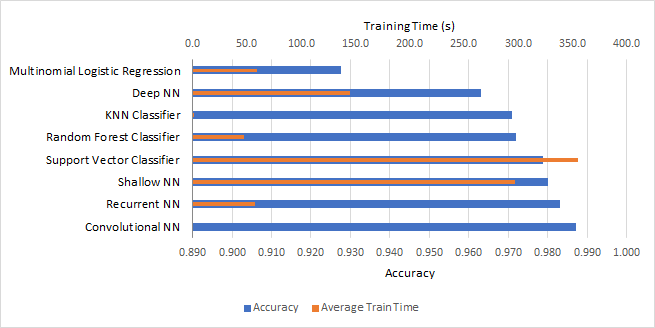 Training Time (s)
0.0 50.0 100.0 150.0 200.0 250.0 300.0 350.0 400.0
Multinomial Logistic Regression
Deep NN
KNN Classifier
Random Forest Classifier
Support Vector Classifier
Shallow NN
Recurrent NN
Convolutional NN
0.890 0.900 0.910 0.920 0.930 0.940 0.950 0.960 0.970 0.980 0.990 1.000
Accuracy
Accuracy Average Train Time